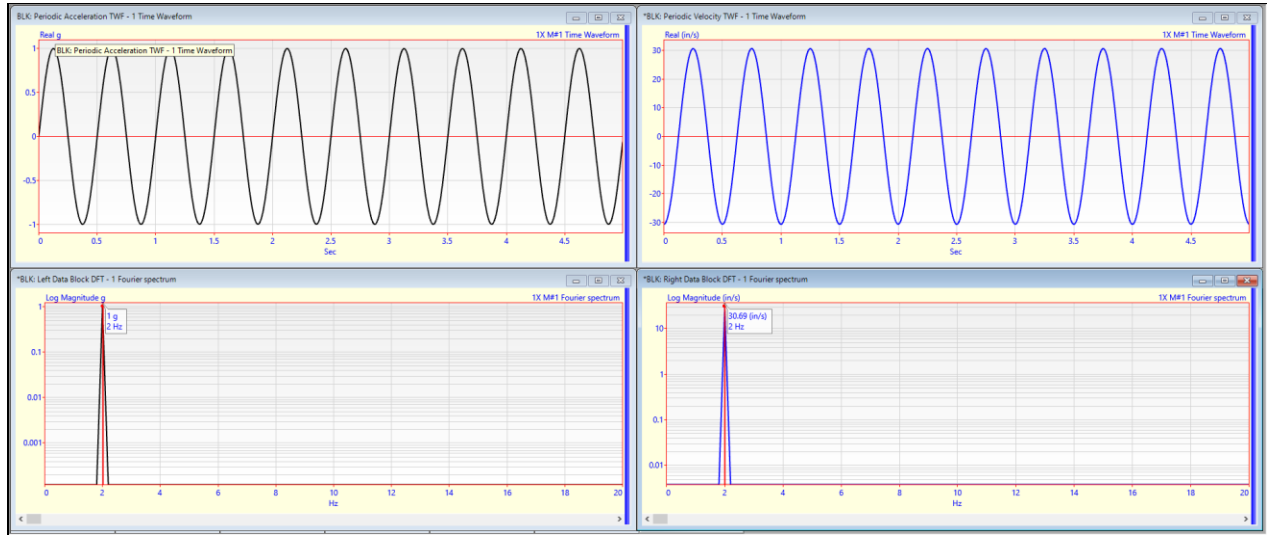 BLK: Periodic Acceleration TWF - 1 Time Waveform
Real g
1X M#1 Time Waveform
BLK: Periodic Acceleration TWF - 1 Time Waveform
1
0.5
0
-0.5
-1
0 0.5 1 1.5 2 2.5 3 3.5 4 4.5
Sec
*BLK: Periodic Velocity TWF - 1 Time Waveform
Real (in/s)
1X M#1 Time Waveform
30
20
10
0
-10
-20
-30
0 0.5 1 1.5 2 2.5 3 3.5 4 4.5
Sec
*BLK: Left Data Block DFT - 1 Fourier spectrum
Log Magnitude g
1X M#1 Fourier spectrum
1
1 g
2 Hz
0.1
0.01
0.001
0 2 4 6 8 10 12 14 16 18 20
Hz
*BLK: Right Data Block DFT - 1 Fourier spectrum
Log Magnitude (in/s)
1X M#1 Fourier spectrum
30.69 (in/s)
2 Hz
10
1
0.1
0.01
0 2 4 6 8 10 12 14 16 18 20
Hz